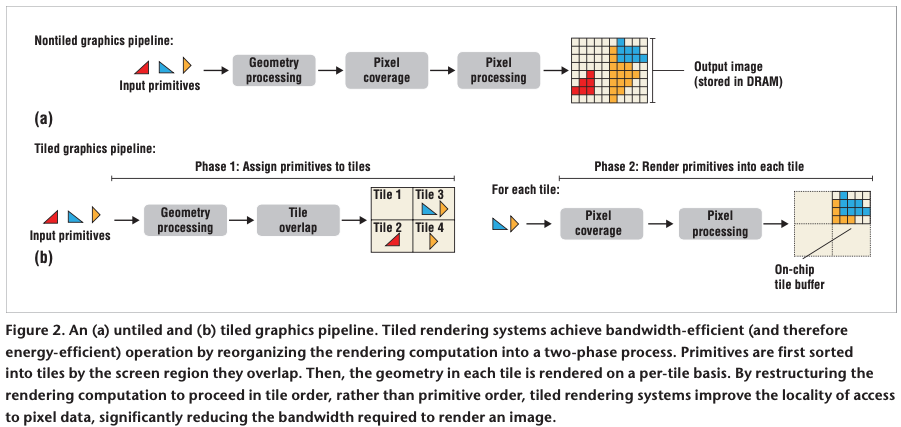 Nontiled graphics pipeline:
Input primitives
Geometry
processing
Pixel
coverage
Pixel
processing
Output image
(stored in DRAM)
(a)
Tiled graphics pipeline:
Phase 1: Assign primitives to tiles
Input primitives
Geometry
processing
Tile
overlap
Tile 1
Tile 3
Tile 2
Tile 4
Phase 2: Render primitives into each tile
For each tile:
Pixel
coverage
Pixel
processing
On-chip
tile buffer
(b)
Figure 2. An (a) untiled and (b) tiled graphics pipeline. Tiled rendering systems achieve bandwidth-efficient (and therefore
energy-efficient) operation by reorganizing the rendering computation into a two-phase process. Primitives are first sorted
into tiles by the screen region they overlap. Then, the geometry in each tile is rendered on a per-tile basis. By restructuring the
rendering computation to proceed in tile order, rather than primitive order, tiled rendering systems improve the locality of access
to pixel data, significantly reducing the bandwidth required to render an image.